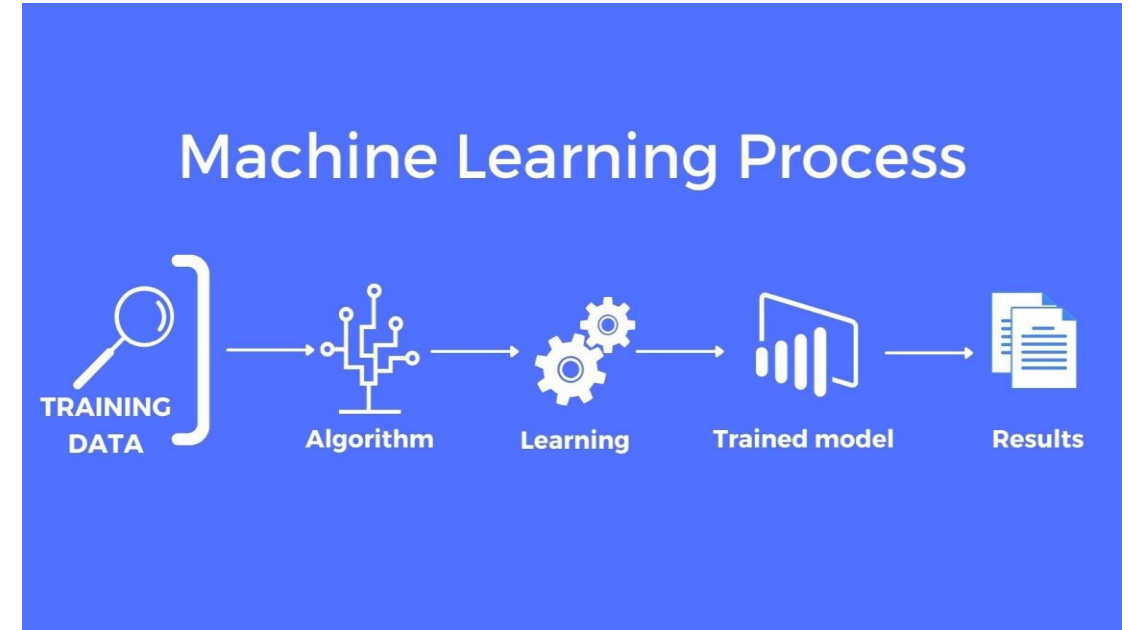 Machine Learning Process
TRAINING
DATA
Algorithm
Learning
Trained model
Results